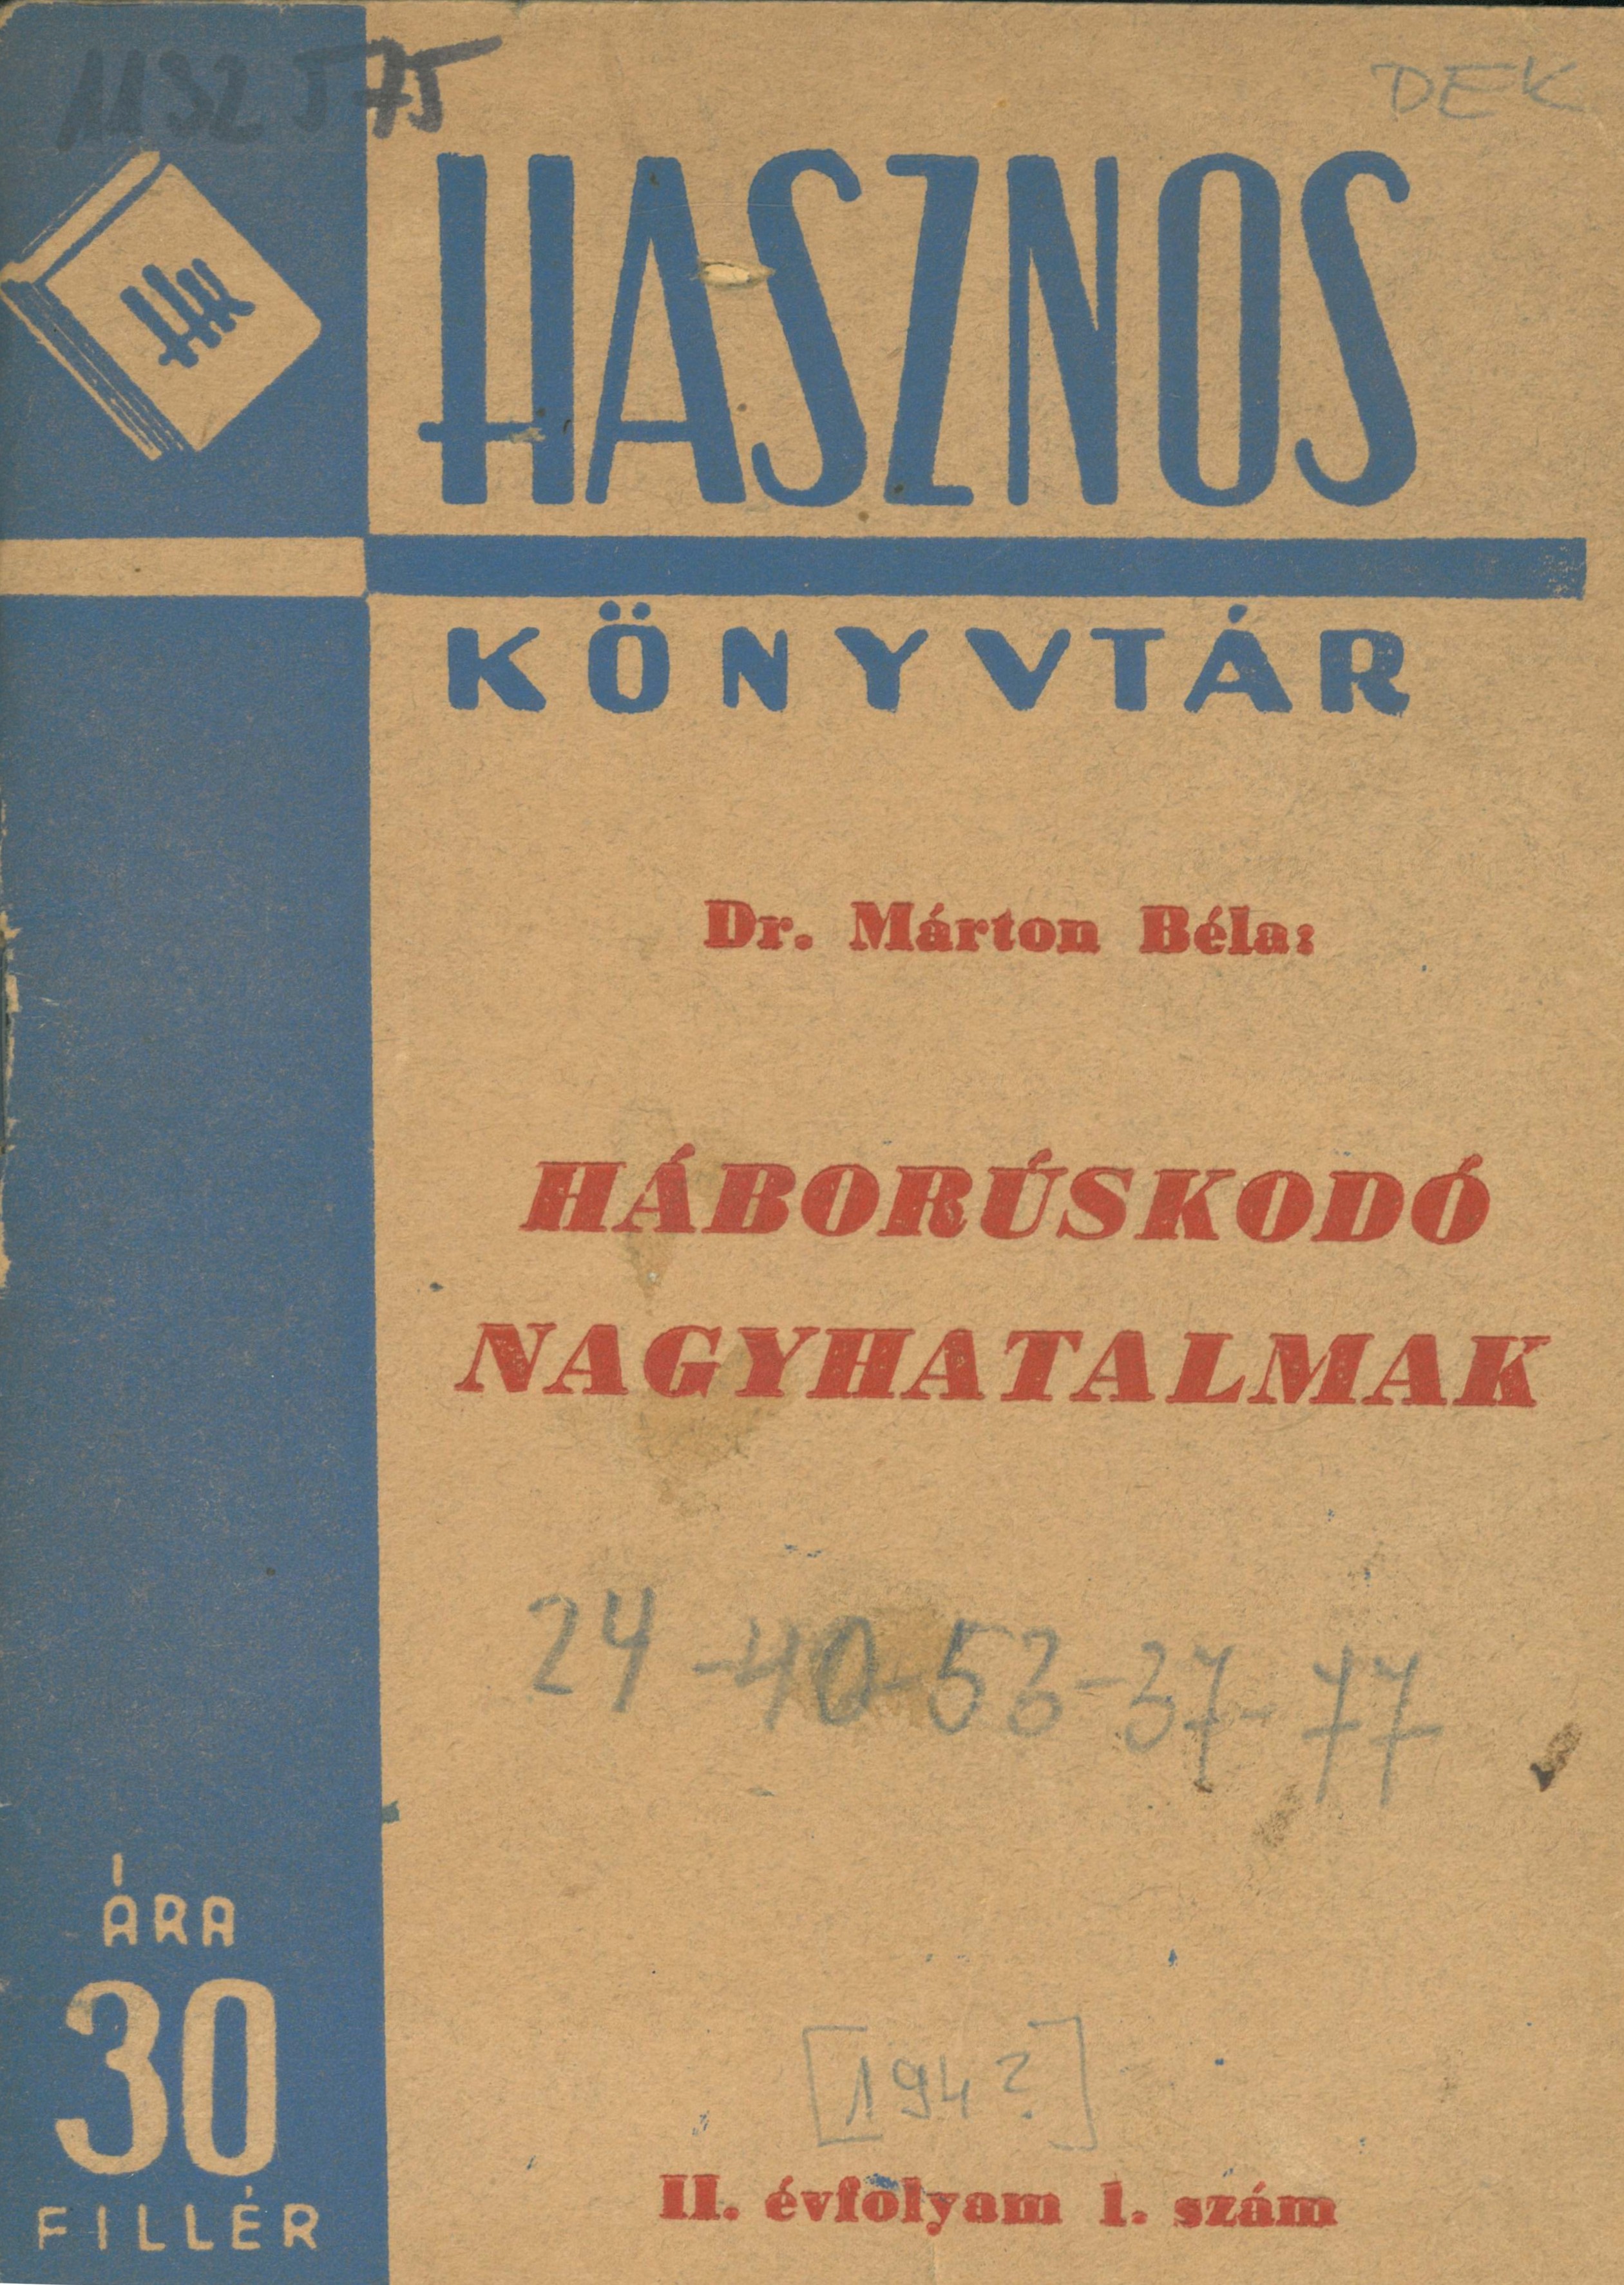 1132575
DEK
HK
HASZNOS
KÖNYVTÁR
Dr. Márton Béla:
HÁBORÚSKODÓ
NAGYHATALMAK
24-40-53-37-77
ÁRA
30
FILLÉR
[194?]
II. évfolyam 1. szám